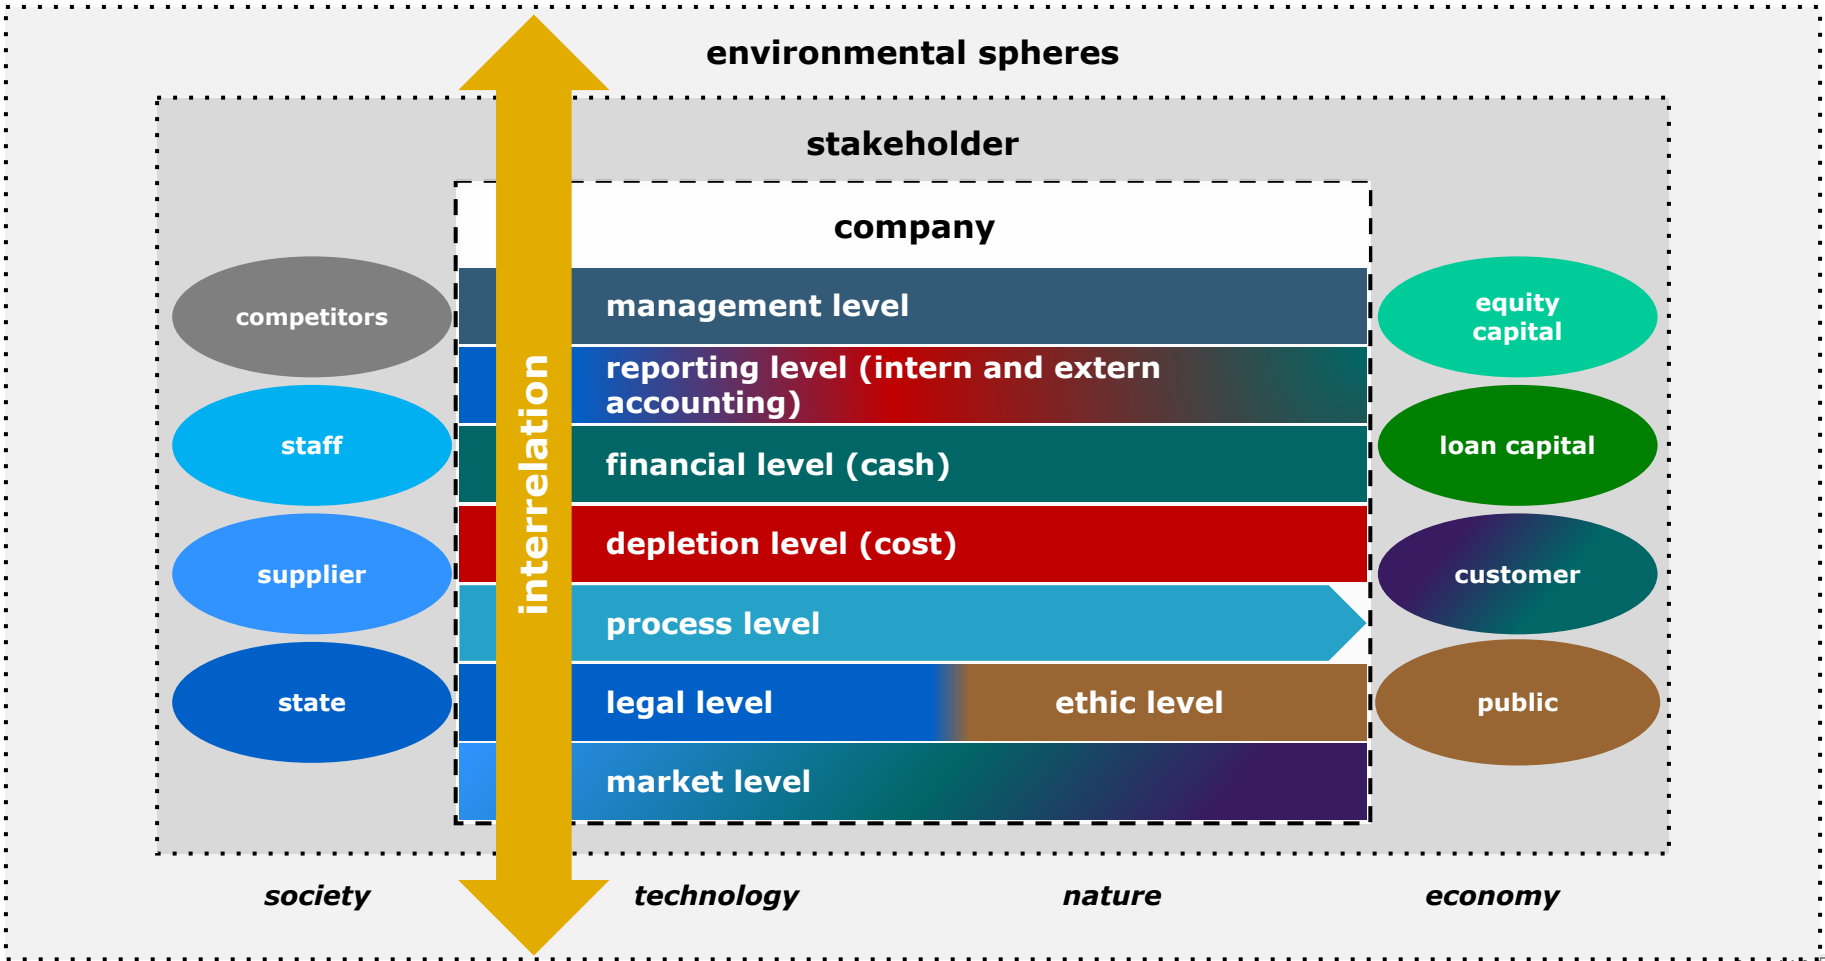 environmental spheres
stakeholder
company
interrelation
competitors
staff
supplier
state
management level
reporting level (intern and extern
accounting)
financial level (cash)
depletion level (cost)
process level
legal level
ethic level
market level
equity
capital
loan capital
customer
public
society
technology
nature
economy